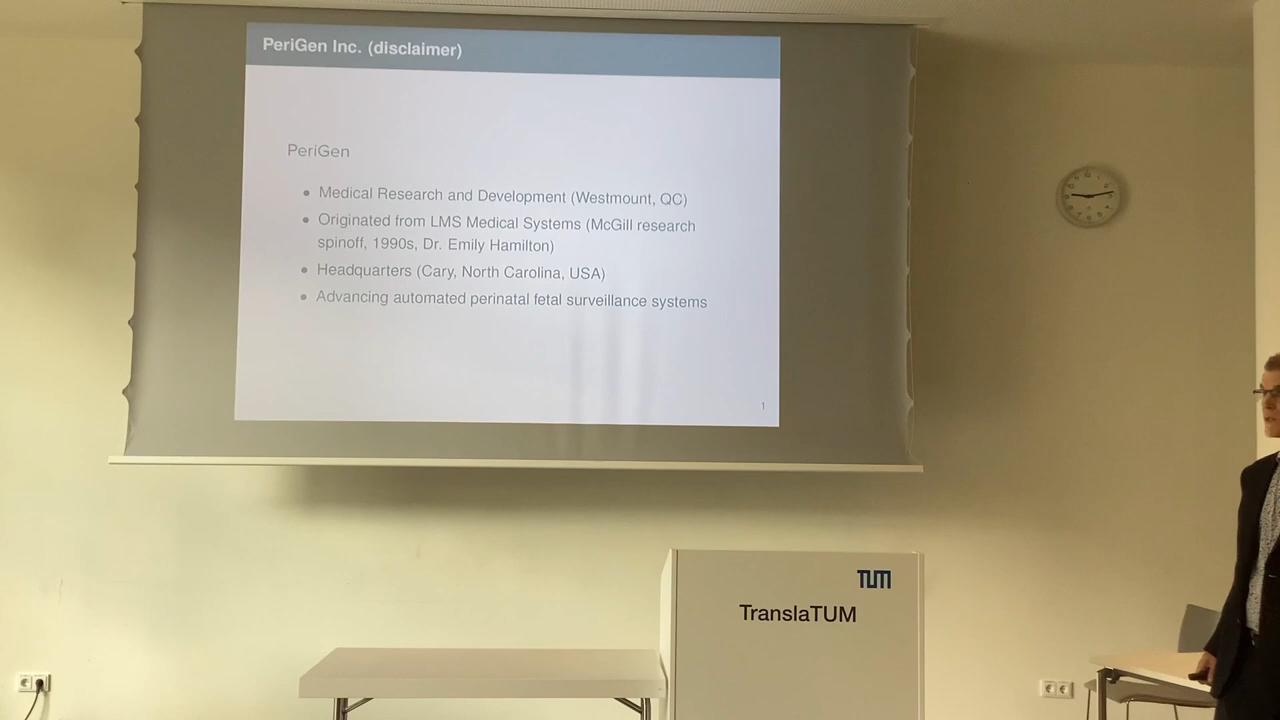 PeriGen Inc. (disclaimer)
PeriGen
• Medical Research and Development (Westmount, QC)
• Originated from LMS Medical Systems (McGill research
spinoff, 1990s, Dr. Emily Hamilton)
• Headquarters (Cary, North Carolina, USA)
• Advancing automated perinatal fetal surveillance systems
1
TUM
TranslaTUM